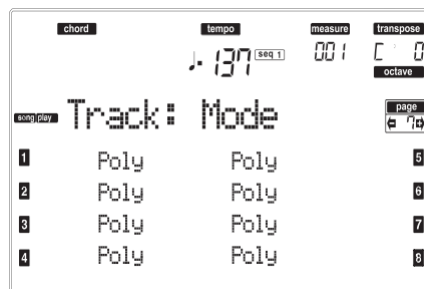 chord tempo measure transpose
♩. 137 seq 1 001 C 0
octave
song play Track: Mode page
7
1 Poly Poly 5
2 Poly Poly 6
3 Poly Poly 7
4 Poly Poly 8